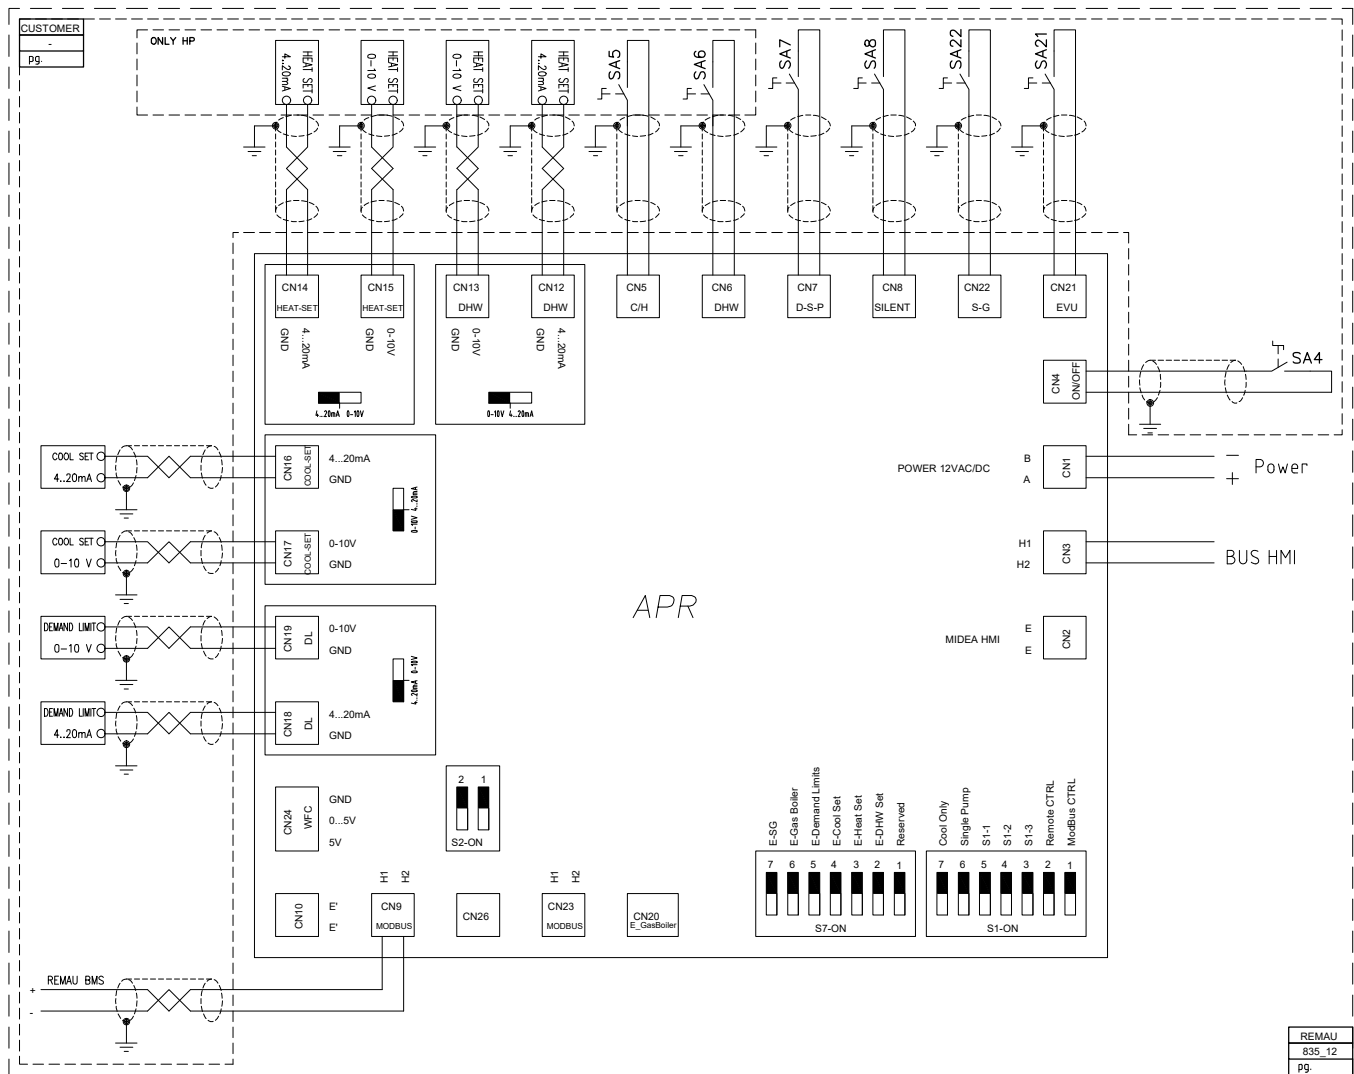 CUSTOMER
-
pg.
ONLY HP
HEAT SET
4..20mA
HEAT SET
0-10 V
HEAT SET
0-10 V
HEAT SET
4..20mA
SA5
SA6
SA7
SA8
SA22
SA21
CN14
HEAT-SET
CN15
HEAT-SET
CN13
DHW
CN12
DHW
CN5
C/H
CN6
DHW
CN7
D-S-P
CN8
SILENT
CN22
S-G
CN21
EVU
GND
4...20mA
GND
0-10V
GND
0-10V
GND
4...20mA
4..20mA 0-10V
0-10V 4..20mA
CN4
ON/OFF
SA4
COOL SET
4..20mA
CN16
COOL-SET
4...20mA
GND
0-10V 4..20mA
COOL SET
0-10 V
CN17
COOL-SET
0-10V
GND
POWER 12VAC/DC
B
A
CN1
-
+
Power
H1
H2
CN3
BUS HMI
APR
MIDEA HMI
E
E
CN2
DEMAND LIMIT
0-10 V
CN19
DL
0-10V
GND
4..20mA 0-10V
DEMAND LIMIT
4..20mA
CN18
DL
4...20mA
GND
CN24
WFC
GND
0...5V
5V
2 1
S2-ON
E-SG
E-Gas Boiler
E-Demand Limits
E-Cool Set
E-Heat Set
E-DHW Set
Reserved
7 6 5 4 3 2 1
S7-ON
Cool Only
Single Pump
S1-1
S1-2
S1-3
Remote CTRL
ModBus CTRL
7 6 5 4 3 2 1
S1-ON
CN10
E'
E'
H1
H2
CN9
MODBUS
CN26
H1
H2
CN23
MODBUS
CN20
E_GasBoiler
REMAU BMS
+
-
REMAU
835_12
pg.